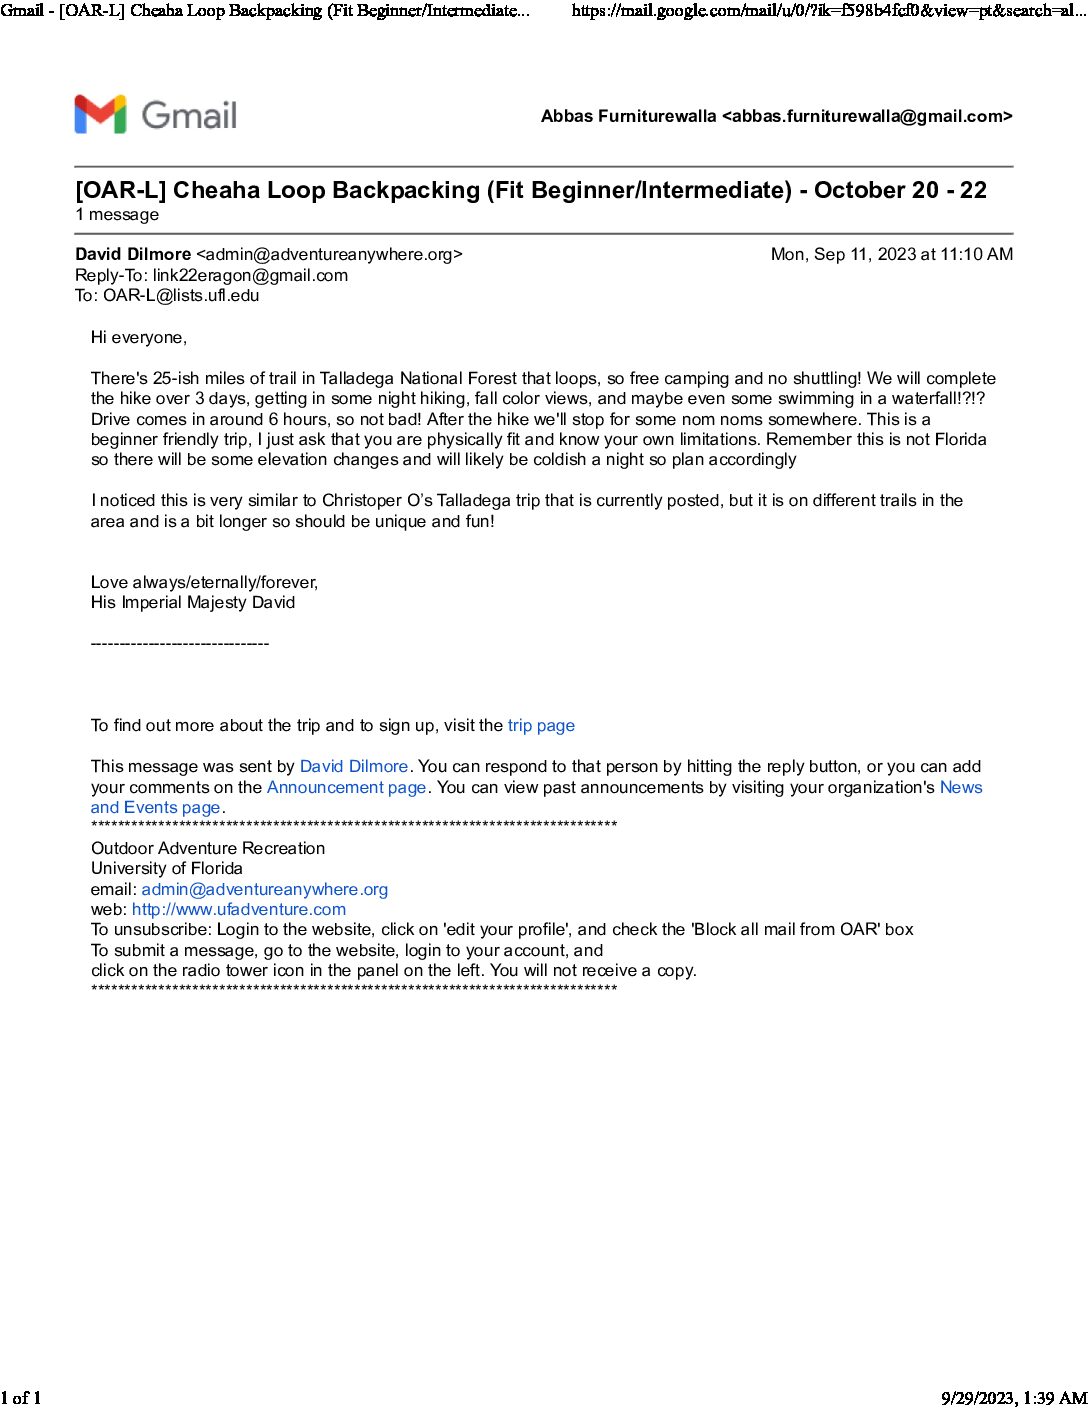 Gmail - [OAR-L] Cheaha Loop Backpacking (Fit Beginner/Intermediate... https://mail.google.com/mail/u/0/?ik=f598b4fcf0&view=pt&search=al...
Gmail
Abbas Furniturewalla <abbas.furniturewalla@gmail.com>
[OAR-L] Cheaha Loop Backpacking (Fit Beginner/Intermediate) - October 20 - 22
1 message
David Dilmore <admin@adventureanywhere.org> Mon, Sep 11, 2023 at 11:10 AM
Reply-To: link22eragon@gmail.com
To: OAR-L@lists.ufl.edu
Hi everyone,
There's 25-ish miles of trail in Talladega National Forest that loops, so free camping and no shuttling! We will complete
the hike over 3 days, getting in some night hiking, fall color views, and maybe even some swimming in a waterfall!?!?
Drive comes in around 6 hours, so not bad! After the hike we'll stop for some nom noms somewhere. This is a
beginner friendly trip, I just ask that you are physically fit and know your own limitations. Remember this is not Florida
so there will be some elevation changes and will likely be coldish a night so plan accordingly
I noticed this is very similar to Christoper O’s Talladega trip that is currently posted, but it is on different trails in the
area and is a bit longer so should be unique and fun!
Love always/eternally/forever,
His Imperial Majesty David
-------------------------------
To find out more about the trip and to sign up, visit the trip page
This message was sent by David Dilmore. You can respond to that person by hitting the reply button, or you can add
your comments on the Announcement page. You can view past announcements by visiting your organization's News
and Events page.
******************************************************************************
Outdoor Adventure Recreation
University of Florida
email: admin@adventureanywhere.org
web: http://www.ufadventure.com
To unsubscribe: Login to the website, click on 'edit your profile', and check the 'Block all mail from OAR' box
To submit a message, go to the website, login to your account, and
click on the radio tower icon in the panel on the left. You will not receive a copy.
******************************************************************************
1 of 1 9/29/2023, 1:39 AM